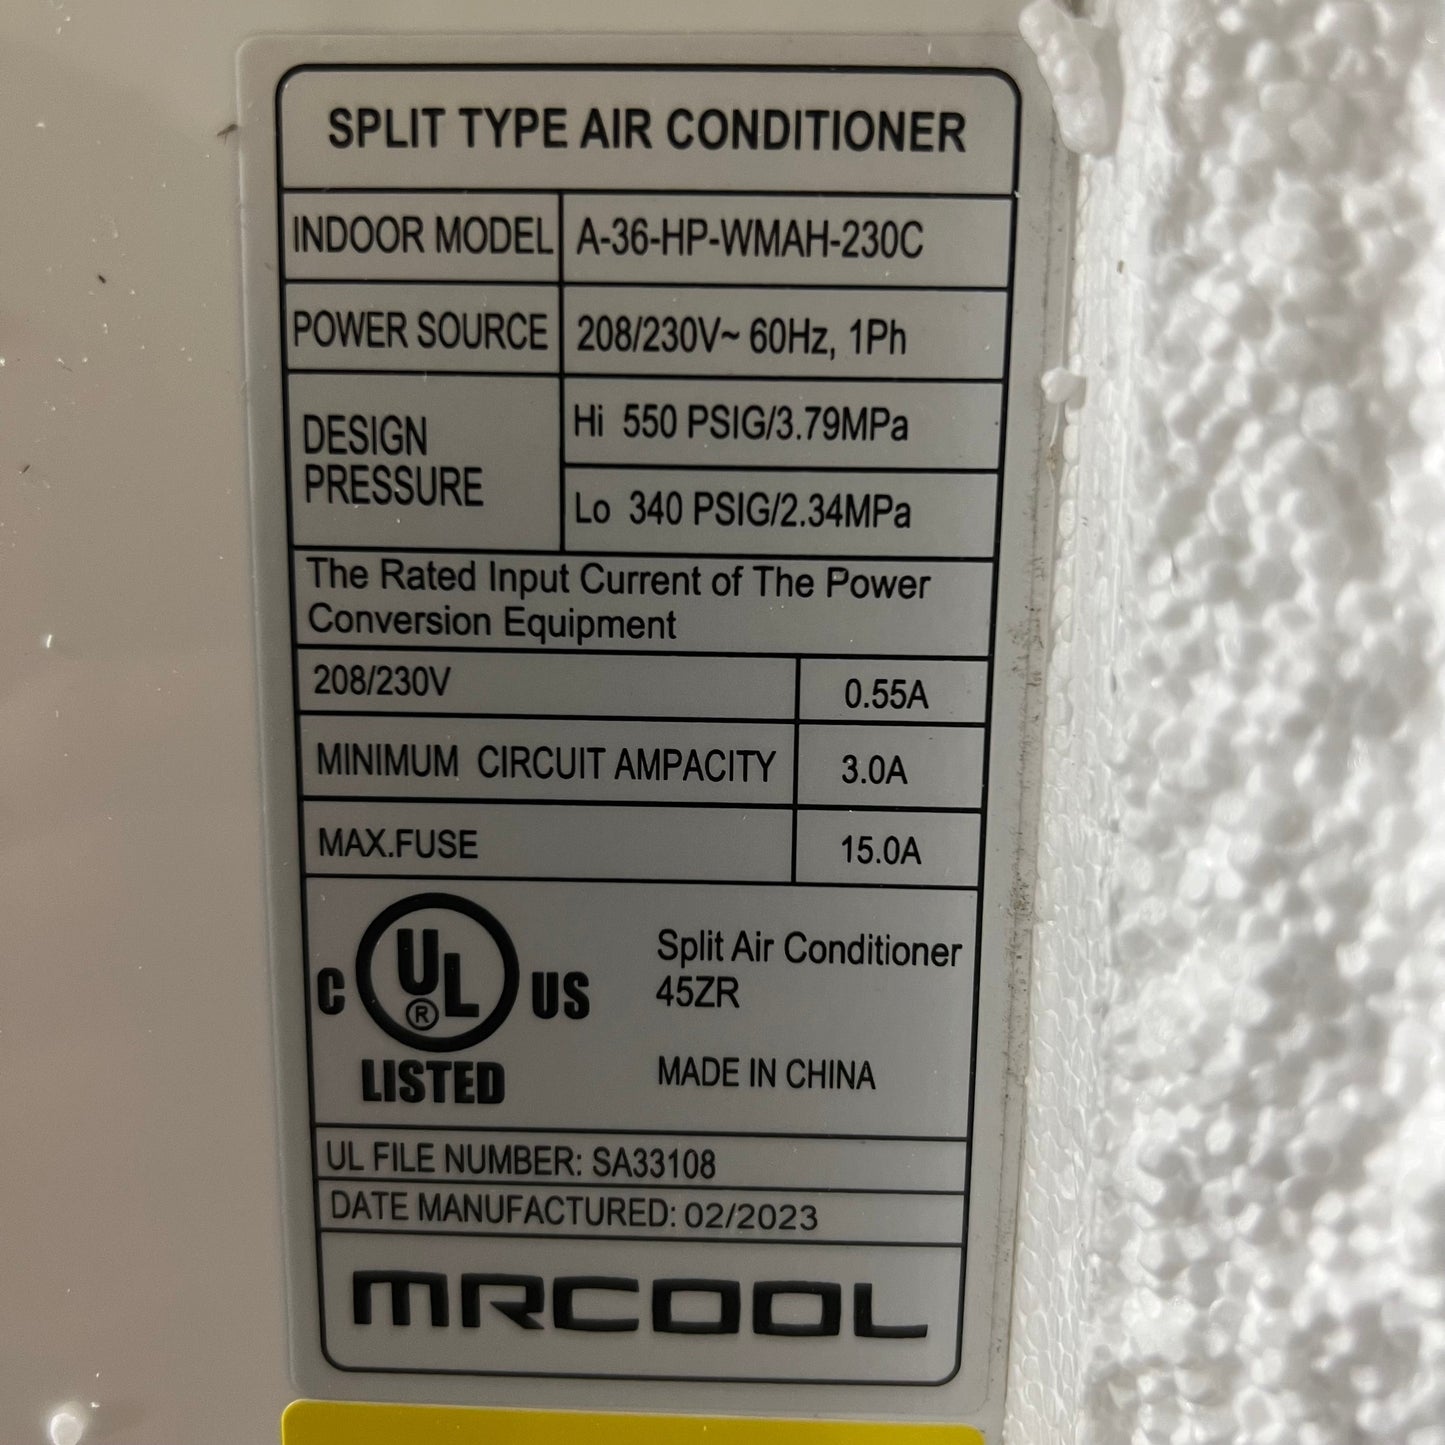 SPLIT TYPE AIR CONDITIONER
INDOOR MODEL A-36-HP-WMAH-230C
POWER SOURCE 208/230V~ 60Hz, 1Ph
DESIGN PRESSURE
Hi 550 PSIG/3.79MPa
Lo 340 PSIG/2.34MPa
The Rated Input Current of The Power
Conversion Equipment
208/230V 0.55A
MINIMUM CIRCUIT AMPACITY 3.0A
MAX.FUSE 15.0A
C UL® US
LISTED
Split Air Conditioner
45ZR
MADE IN CHINA
UL FILE NUMBER: SA33108
DATE MANUFACTURED: 02/2023
MRCOOL